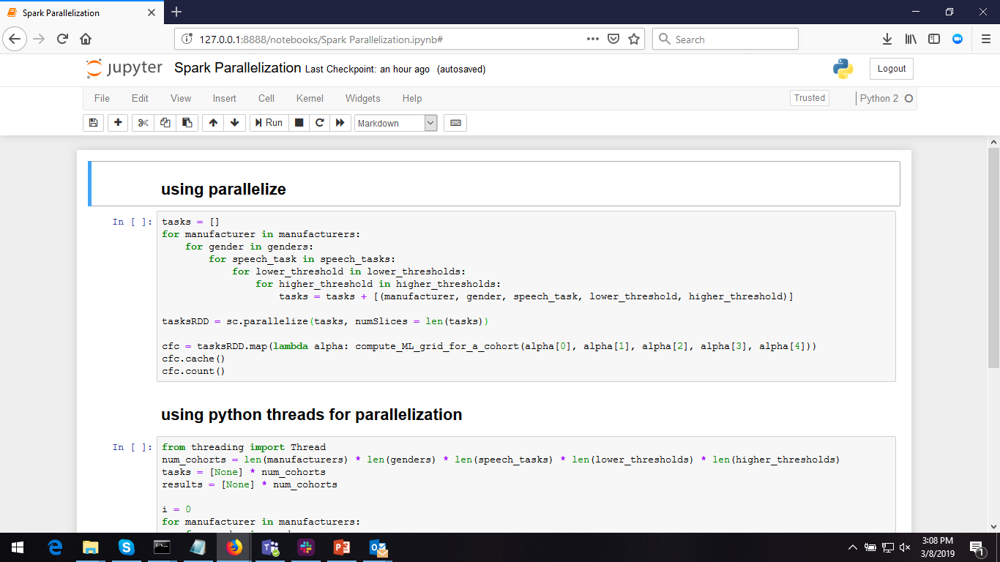 Spark Parallelization
127.0.0.1:8888/notebooks/Spark Parallelization.ipynb#
Search
jupyter Spark Parallelization Last Checkpoint: an hour ago (autosaved)
Logout
File Edit View Insert Cell Kernel Widgets Help
Trusted
Python 2
Run
Markdown
using parallelize
In [ ]:
tasks = []
for manufacturer in manufacturers:
    for gender in genders:
        for speech_task in speech_tasks:
            for lower_threshold in lower_thresholds:
                for higher_threshold in higher_thresholds:
                    tasks = tasks + [(manufacturer, gender, speech_task, lower_threshold, higher_threshold)]
tasksRDD = sc.parallelize(tasks, numSlices = len(tasks))
cfc = tasksRDD.map(lambda alpha: compute_ML_grid_for_a_cohort(alpha[0], alpha[1], alpha[2], alpha[3], alpha[4]))
cfc.cache()
cfc.count()
using python threads for parallelization
In [ ]:
from threading import Thread
num_cohorts = len(manufacturers) * len(genders) * len(speech_tasks) * len(lower_thresholds) * len(higher_thresholds)
tasks = [None] * num_cohorts
results = [None] * num_cohorts
i = 0
for manufacturer in manufacturers:
3:08 PM
3/8/2019